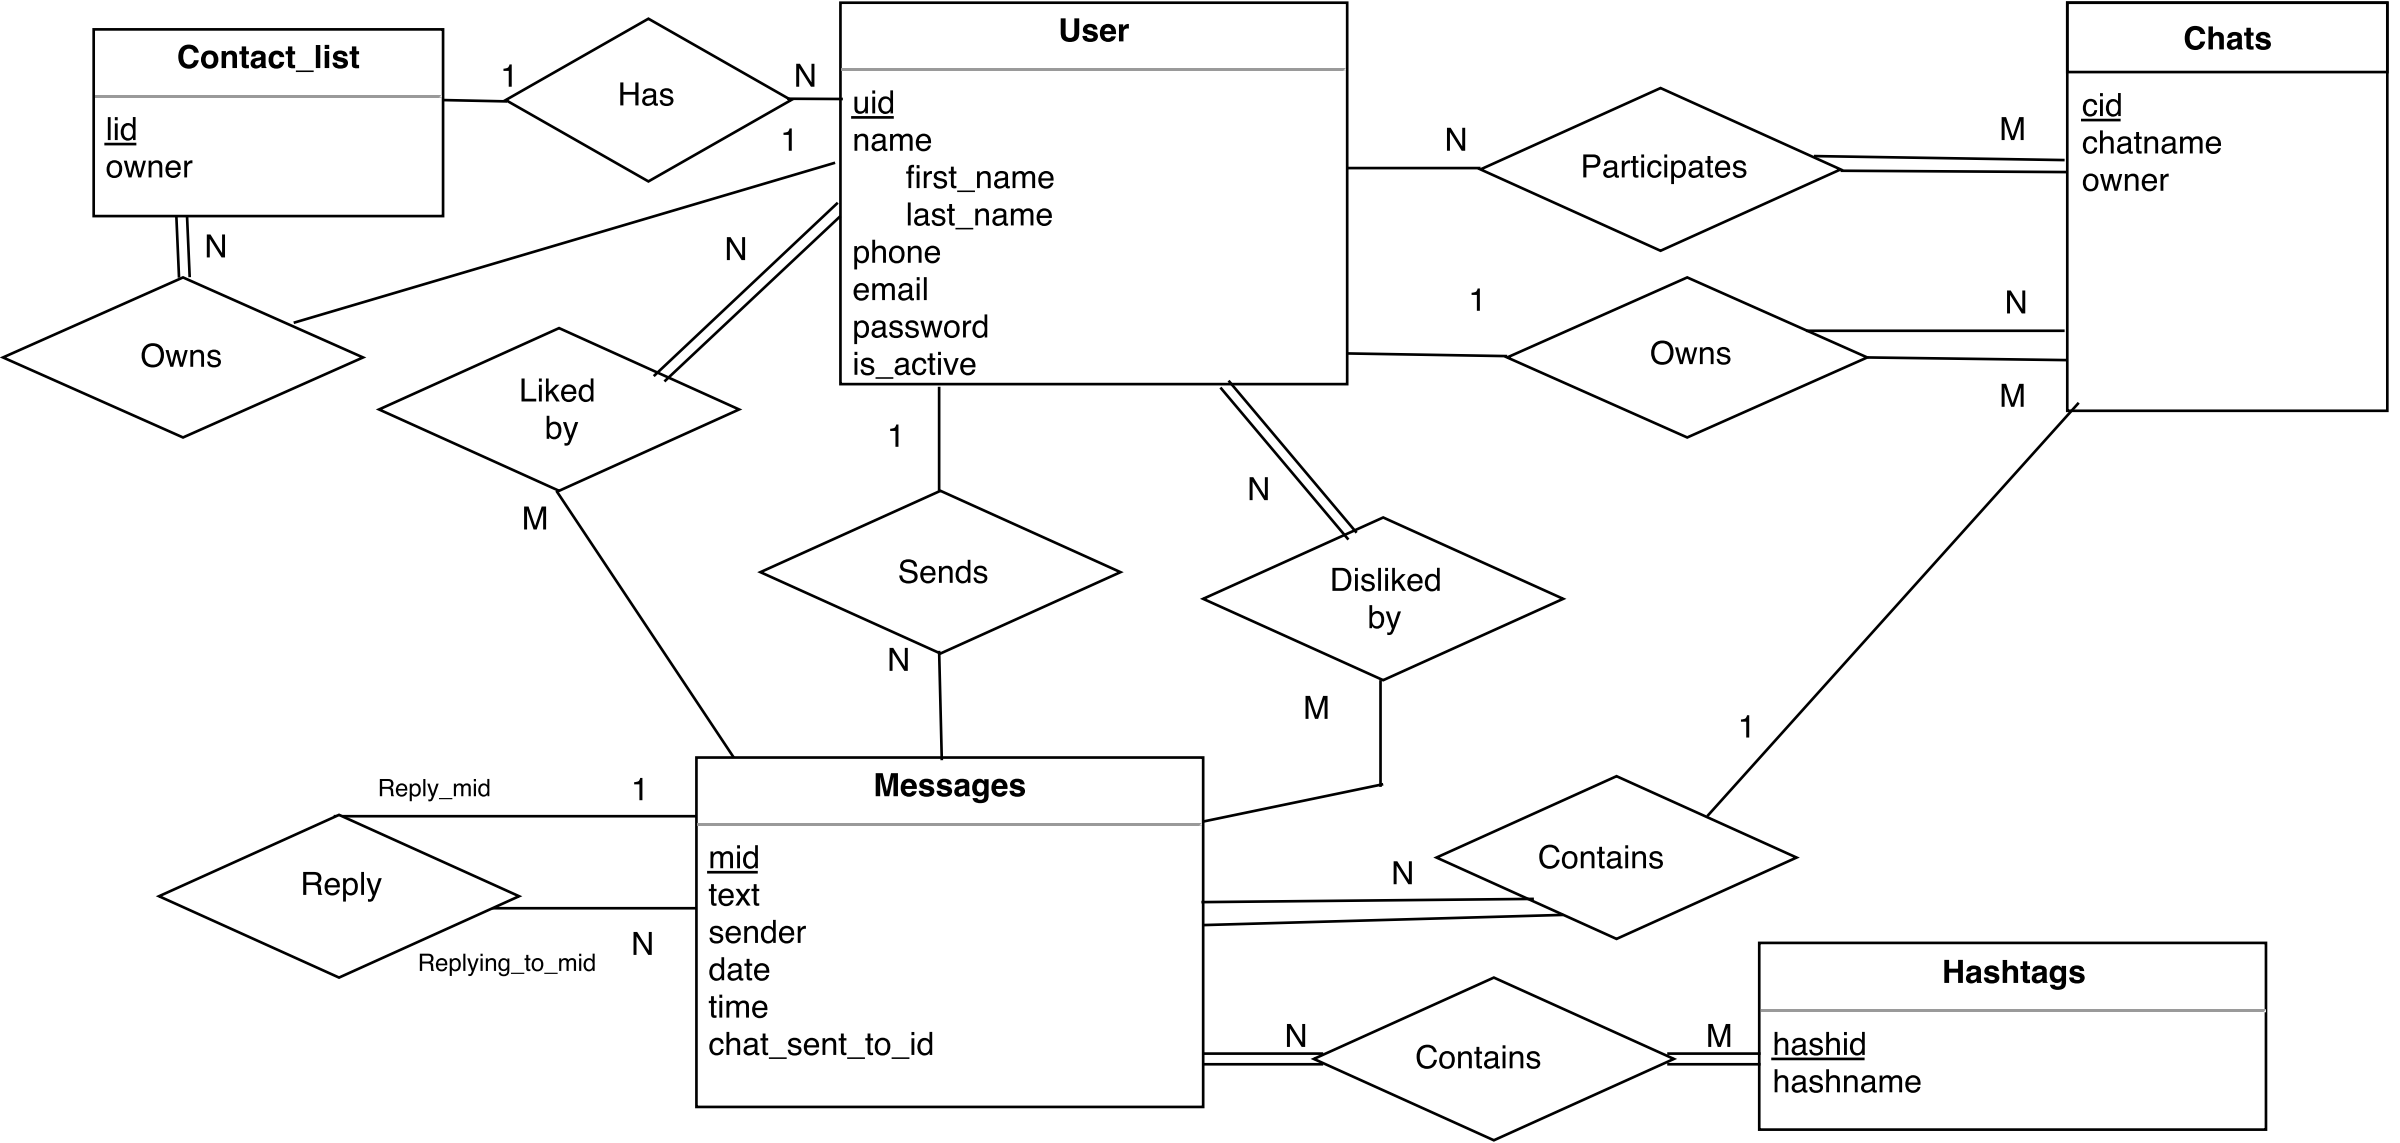 Contact_list
lid
owner
1
Has
N
User
uid
name
first_name
last_name
phone
email
password
is_active
Chats
cid
chatname
owner
N
Participates
M
1
Owns
N
M
N
Owns
1
N
Liked
by
M
1
Sends
N
N
Disliked
by
M
1
Contains
N
Reply_mid
1
Reply
Replying_to_mid
N
Messages
mid
text
sender
date
time
chat_sent_to_id
N
Contains
M
Hashtags
hashid
hashname